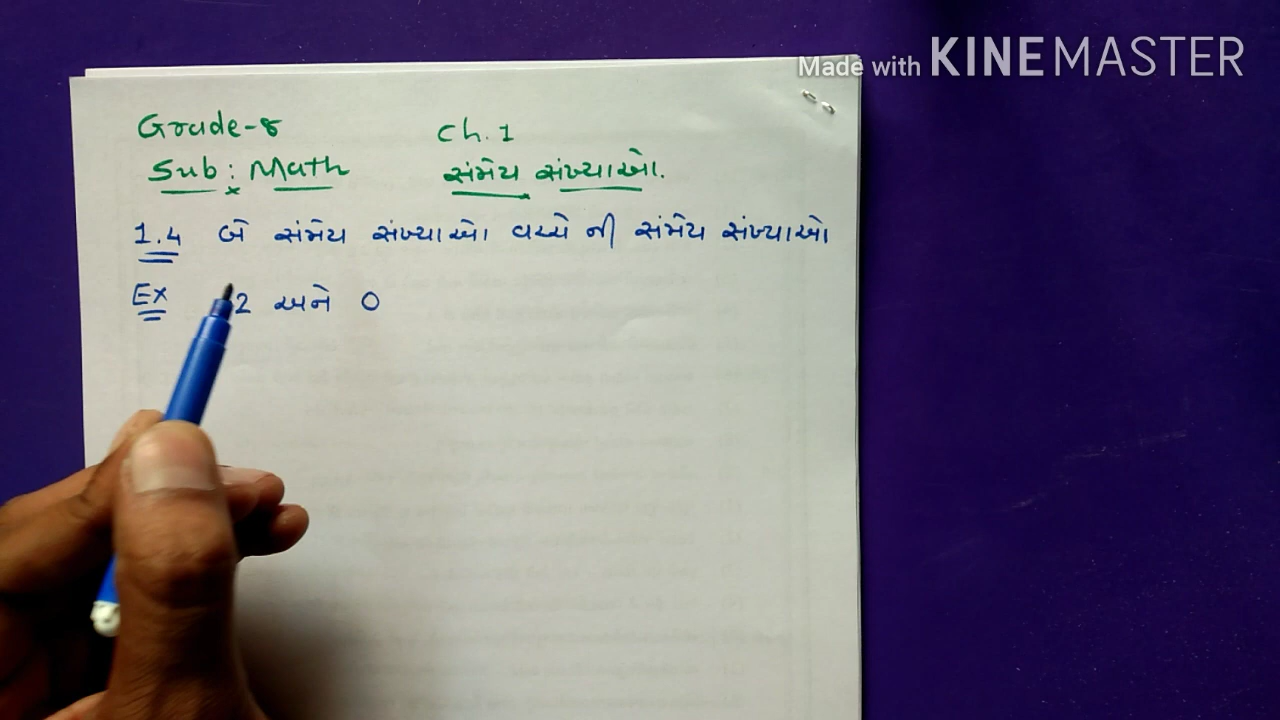 Made with KINEMASTER
Grade-8 Ch. 1
Sub: Math સંમેય સંખ્યાઓ.
1.4 બે સંમેય સંખ્યાઓ વચ્ચે ની સંમેય સંખ્યાઓ
Ex 2 અને 0